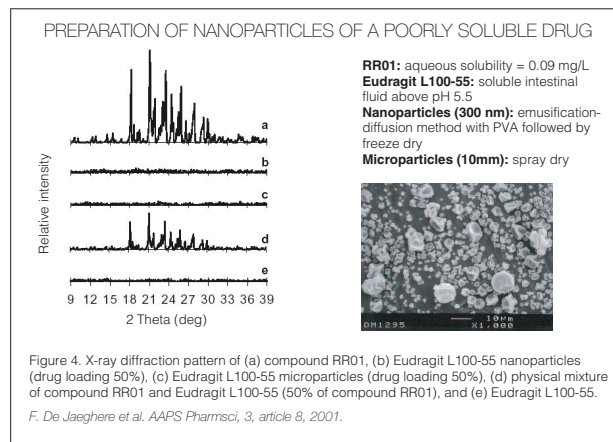 PREPARATION OF NANOPARTICLES OF A POORLY SOLUBLE DRUG
RR01: aqueous solubility = 0.09 mg/L
Eudragit L100-55: soluble intestinal
fluid above pH 5.5
Nanoparticles (300 nm): emusification-
diffusion method with PVA followed by
freeze dry
Microparticles (10mm): spray dry
Relative intensity
a
b
c
d
e
9 11 12 15 18 21 24 27 30 33 36 39
2 Theta (deg)
10µm
DM1295 X1,000
Figure 4. X-ray diffraction pattern of (a) compound RR01, (b) Eudragit L100-55 nanoparticles
(drug loading 50%), (c) Eudragit L100-55 microparticles (drug loading 50%), (d) physical mixture
of compound RR01 and Eudragit L100-55 (50% of compound RR01), and (e) Eudragit L100-55.
F. De Jaeghere et al. AAPS Pharmsci, 3, article 8, 2001.